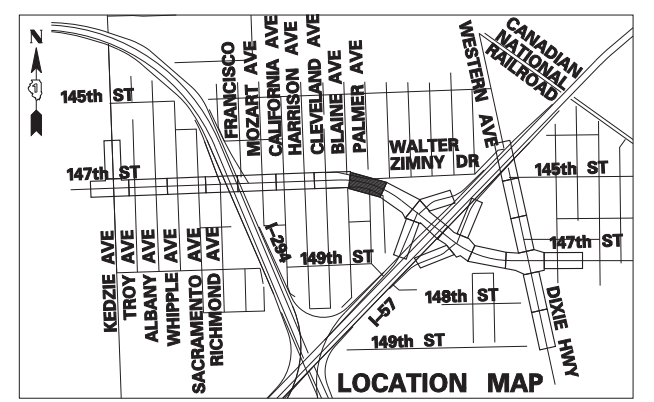 N
FRANCISCO
MOZART AVE
CALIFORNIA AVE
HARRISON AVE
CLEVELAND AVE
BLAINE AVE
PALMER AVE
WESTERN AVE
CANADIAN
NATIONAL
RAILROAD
145th ST
WALTER
ZIMNY DR
147th ST
145th ST
KEDZIE AVE
TROY AVE
ALBANY AVE
WHIPPLE AVE
SACRAMENTO AVE
RICHMOND AVE
I-294
149th ST
147th ST
I-57
148th ST
149th ST
DIXIE HWY
LOCATION MAP